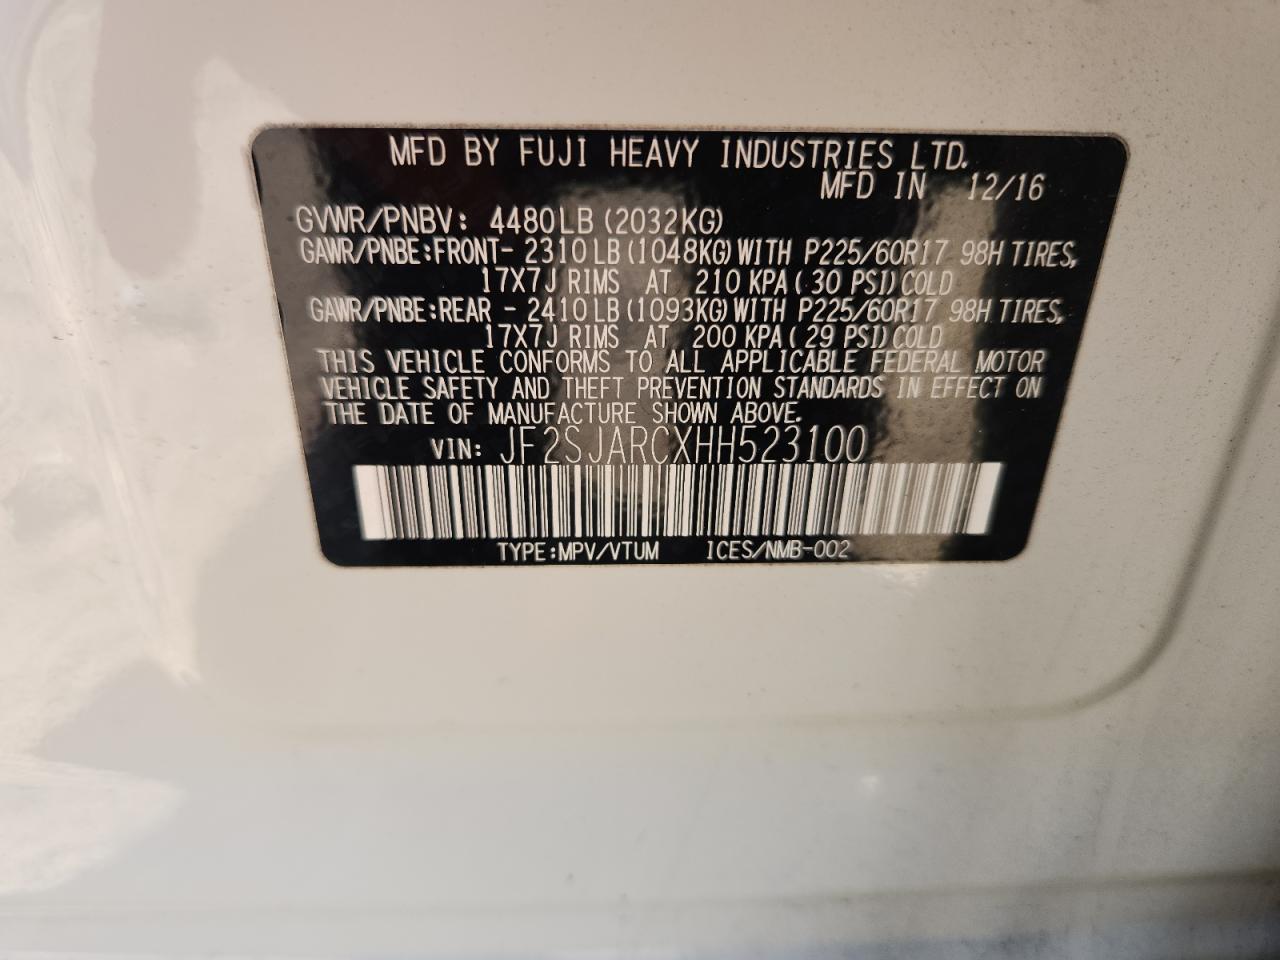 MFD BY FUJI HEAVY INDUSTRIES LTD.
MFD IN 12/16
GVWR/PNBV: 4480LB (2032KG)
GAWR/PNBE:FRONT- 2310LB (1048KG) WITH P225/60R17 98H TIRES,
17X7J RIMS AT 210 KPA( 30 PSI)COLD
GAWR/PNBE:REAR - 2410LB (1093KG) WITH P225/60R17 98H TIRES,
17X7J RIMS AT 200 KPA( 29 PSI)COLD
THIS VEHICLE CONFORMS TO ALL APPLICABLE FEDERAL MOTOR
VEHICLE SAFETY AND THEFT PREVENTION STANDARDS IN EFFECT ON
THE DATE OF MANUFACTURE SHOWN ABOVE.
VIN: JF2SJARCXHH523100
TYPE:MPV/VTUM ICES/NMB-002